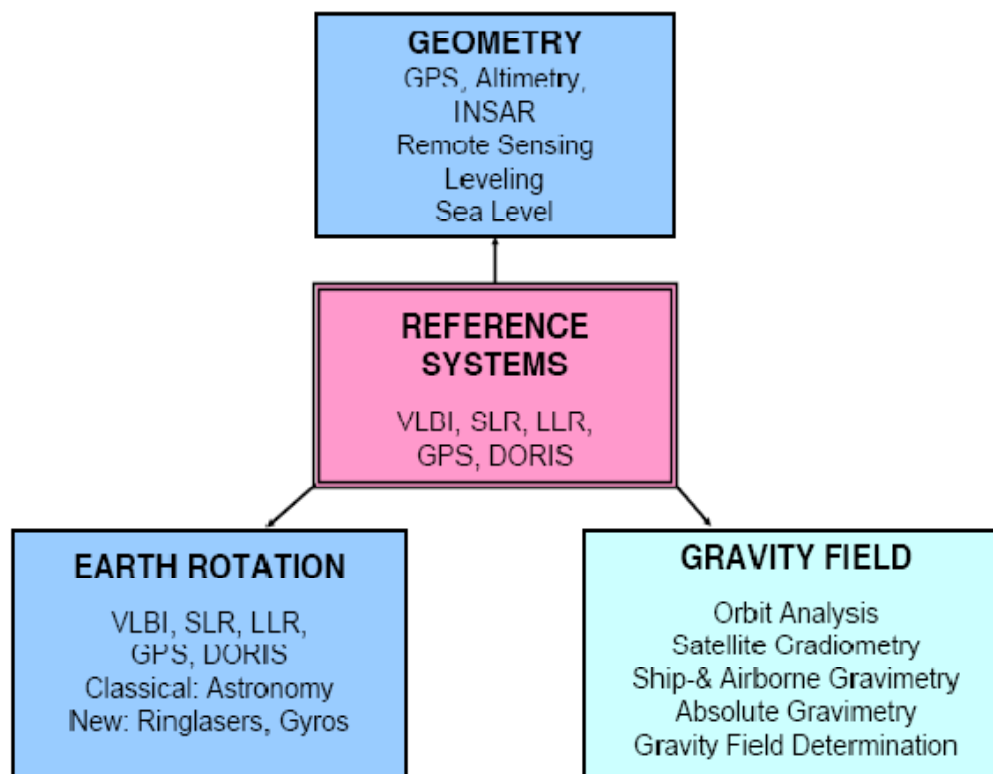 GEOMETRY
GPS, Altimetry,
INSAR
Remote Sensing
Leveling
Sea Level
REFERENCE
SYSTEMS
VLBI, SLR, LLR,
GPS, DORIS
EARTH ROTATION
VLBI, SLR, LLR,
GPS, DORIS
Classical: Astronomy
New: Ringlasers, Gyros
GRAVITY FIELD
Orbit Analysis
Satellite Gradiometry
Ship-& Airborne Gravimetry
Absolute Gravimetry
Gravity Field Determination